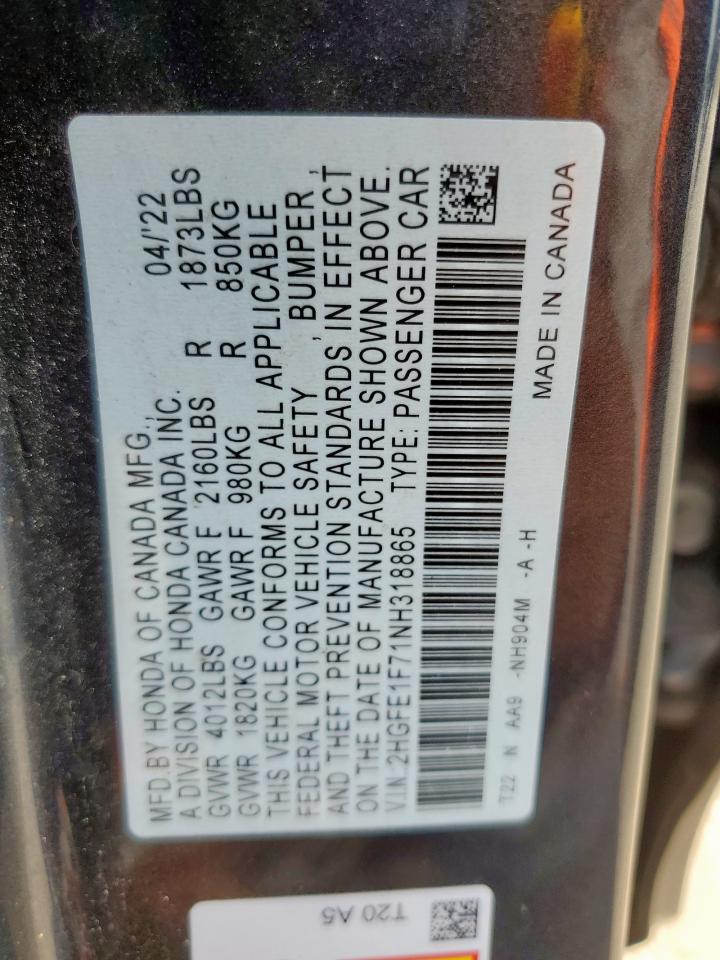 MFD.BY HONDA OF CANADA MFG., 04/'22
A DIVISION OF HONDA CANADA INC.
GVWR 4012LBS GAWR F 2160LBS R 1873LBS
GVWR 1820KG GAWR F 980KG R 850KG
THIS VEHICLE CONFORMS TO ALL APPLICABLE
FEDERAL MOTOR VEHICLE SAFETY , BUMPER ,
AND THEFT PREVENTION STANDARDS IN EFFECT
ON THE DATE OF MANUFACTURE SHOWN ABOVE.
V.I.N:2HGFE1F71NH318865 TYPE: PASSENGER CAR
T22 N AA9 -NH904M -A -H
MADE IN CANADA
T20 A5